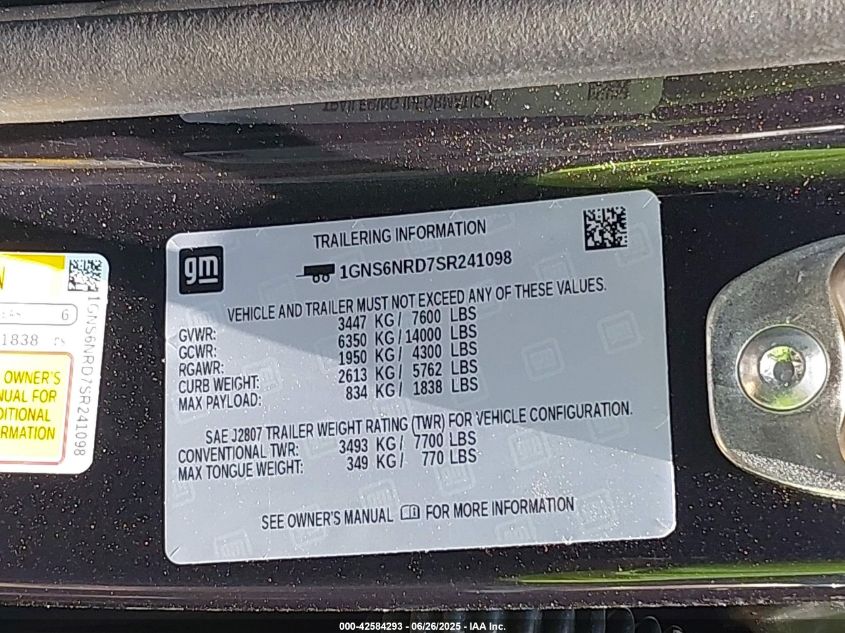 TRAILERING INFORMATION
gm
1GNS6NRD7SR241098
VEHICLE AND TRAILER MUST NOT EXCEED ANY OF THESE VALUES.
GVWR: 3447 KG/ 7600 LBS
GCWR: 6350 KG/14000 LBS
RGAWR: 1950 KG/ 4300 LBS
CURB WEIGHT: 2613 KG/ 5762 LBS
MAX PAYLOAD: 834 KG/ 1838 LBS
SAE J2807 TRAILER WEIGHT RATING (TWR) FOR VEHICLE CONFIGURATION.
CONVENTIONAL TWR: 3493 KG/ 7700 LBS
MAX TONGUE WEIGHT: 349 KG/ 770 LBS
SEE OWNER'S MANUAL FOR MORE INFORMATION
6
1838
OWNER'S
FOR
1GNS6NRD7SR241098
000-42584293 - 06/26/2025 - IAA Inc.